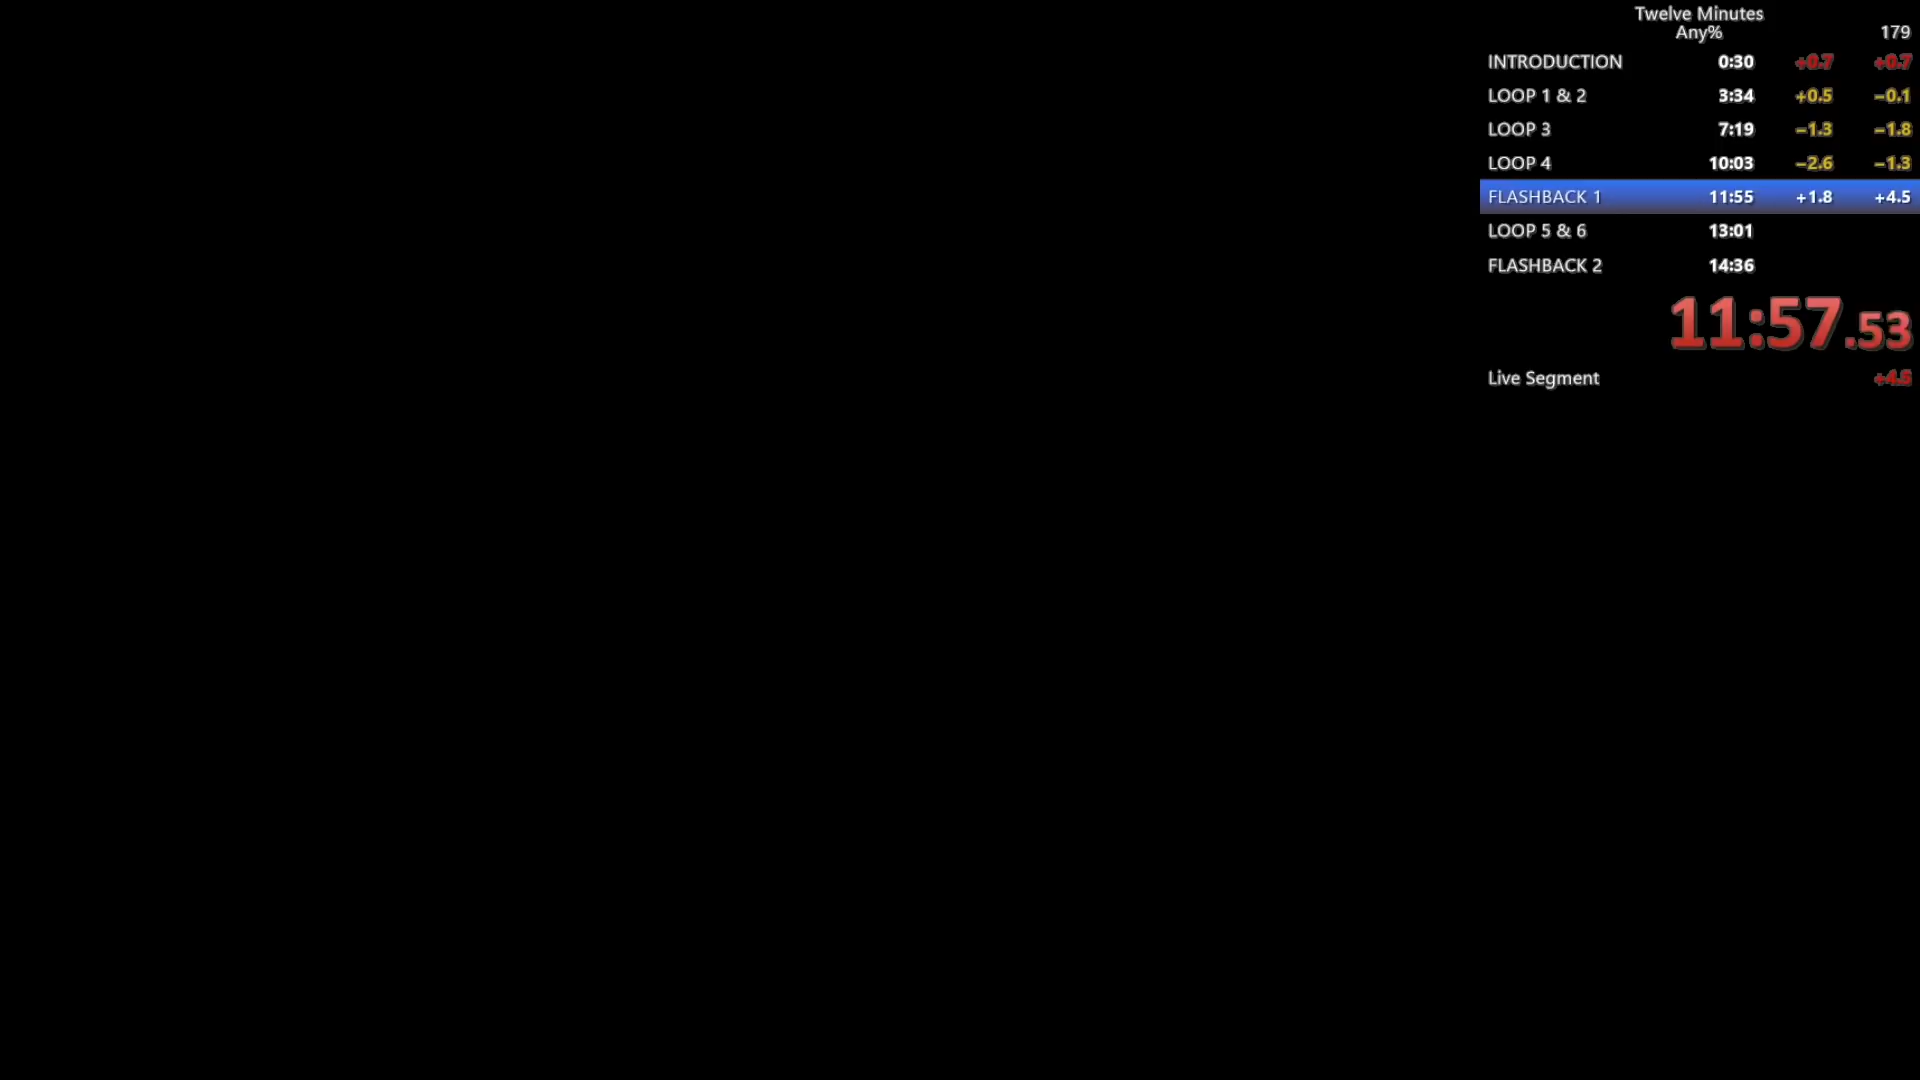 Twelve Minutes
Any% 179
INTRODUCTION 0:30 +0.7 +0.7
LOOP 1 & 2 3:34 +0.5 −0.1
LOOP 3 7:19 −1.3 −1.8
LOOP 4 10:03 −2.6 −1.3
FLASHBACK 1 11:55 +1.8 +4.5
LOOP 5 & 6 13:01
FLASHBACK 2 14:36
11:57.53
Live Segment +4.5